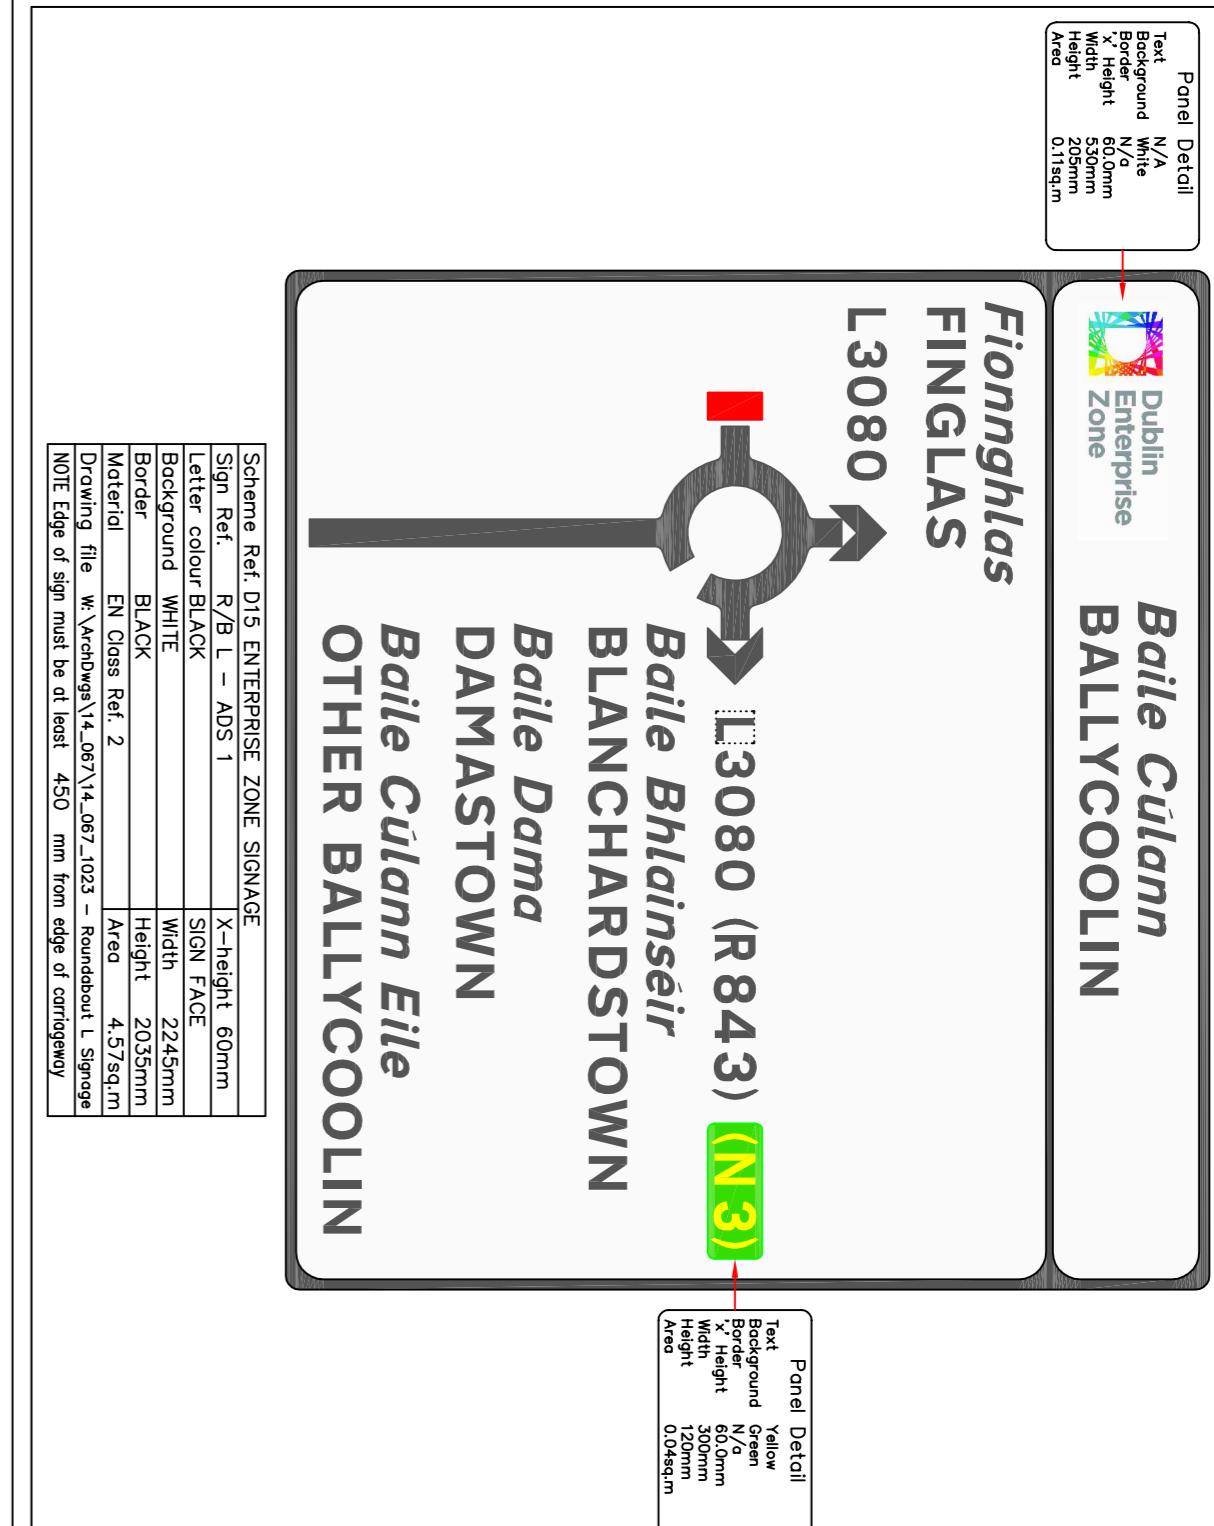 Panel Detail
Text N/A
Background White
Border N/a
'x' Height 60.0mm
Width 530mm
Height 205mm
Area 0.11sq.m
Dublin
Enterprise
Zone
Baile Cúlann
BALLYCOOLIN
Fionnghlas
FINGLAS
L3080
L3080 (R843) (N3)
Baile Bhlainséir
BLANCHARDSTOWN
Baile Dama
DAMASTOWN
Baile Cúlann Eile
OTHER BALLYCOOLIN
Panel Detail
Text Yellow
Background Green
Border N/a
'x' Height 60.0mm
Width 300mm
Height 120mm
Area 0.04sq.m
Scheme Ref. D15 ENTERPRISE ZONE SIGNAGE
Sign Ref. R/B L - ADS 1 X-height 60mm
Letter colour BLACK SIGN FACE
Background WHITE Width 2245mm
Border BLACK Height 2035mm
Material EN Class Ref. 2 Area 4.57sq.m
Drawing file W:\ArchDwgs\14_067\14_067_1023 - Roundabout L Signage
NOTE Edge of sign must be at least 450 mm from edge of carriageway